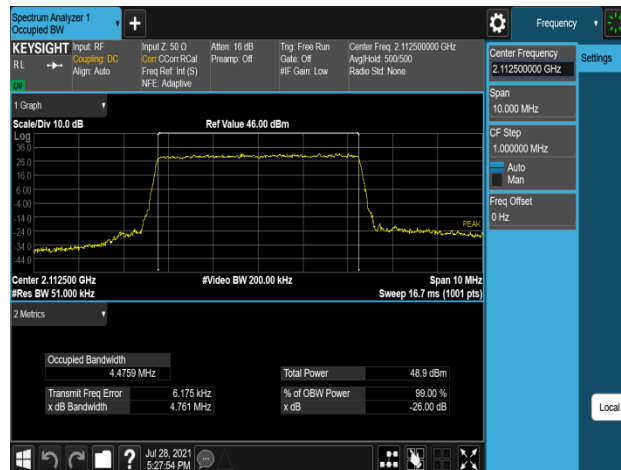 Spectrum Analyzer 1
Occupied BW
Frequency
KEYSIGHT
RL
LXI
Input: RF
Coupling: DC
Align: Auto
Input Z: 50 Ω
Corr CCorr RCal
Freq Ref: Int (S)
NFE: Adaptive
Atten: 16 dB
Preamp: Off
Trig: Free Run
Gate: Off
#IF Gain: Low
Center Freq: 2.112500000 GHz
Avg|Hold: 500/500
Radio Std: None
Center Frequency
2.112500000 GHz
Settings
Span
10.000 MHz
CF Step
1.000000 MHz
Auto
Man
Freq Offset
0 Hz
Local
1 Graph
Scale/Div 10.0 dB
Ref Value 46.00 dBm
Log
36.0
26.0
16.0
6.00
-4.00
-14.0
-24.0
-34.0
-44.0
PEAK
Center 2.112500 GHz
#Video BW 200.00 kHz
Span 10 MHz
#Res BW 51.000 kHz
Sweep 16.7 ms (1001 pts)
2 Metrics
Occupied Bandwidth
4.4759 MHz
Total Power 48.9 dBm
Transmit Freq Error 6.175 kHz
% of OBW Power 99.00 %
x dB Bandwidth 4.761 MHz
x dB -26.00 dB
?
Jul 28, 2021
5:27:54 PM